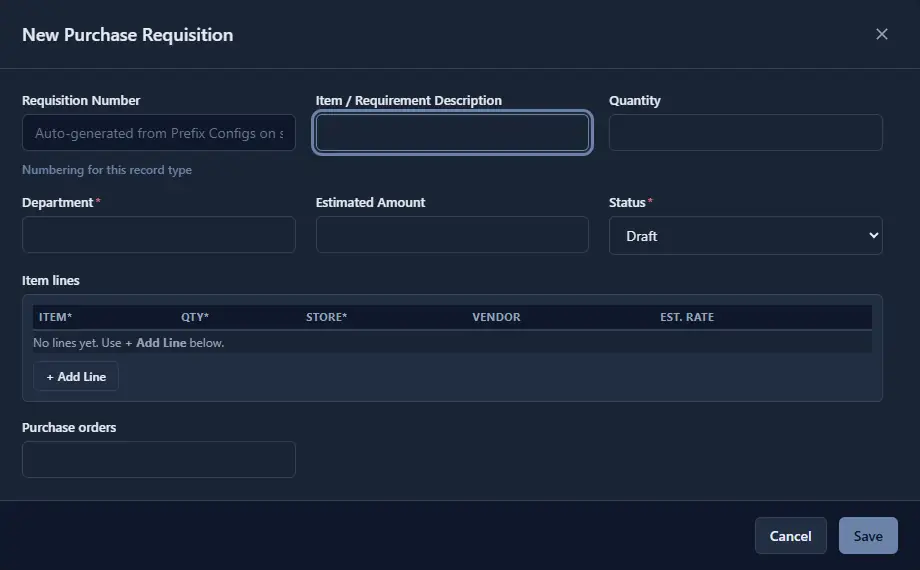 New Purchase Requisition
Requisition Number
Item / Requirement Description
Quantity
Auto-generated from Prefix Configs on s
Numbering for this record type
Department*
Estimated Amount
Status*
Draft
Item lines
ITEM* QTY* STORE* VENDOR EST. RATE
No lines yet. Use + Add Line below.
+ Add Line
Purchase orders
Cancel
Save